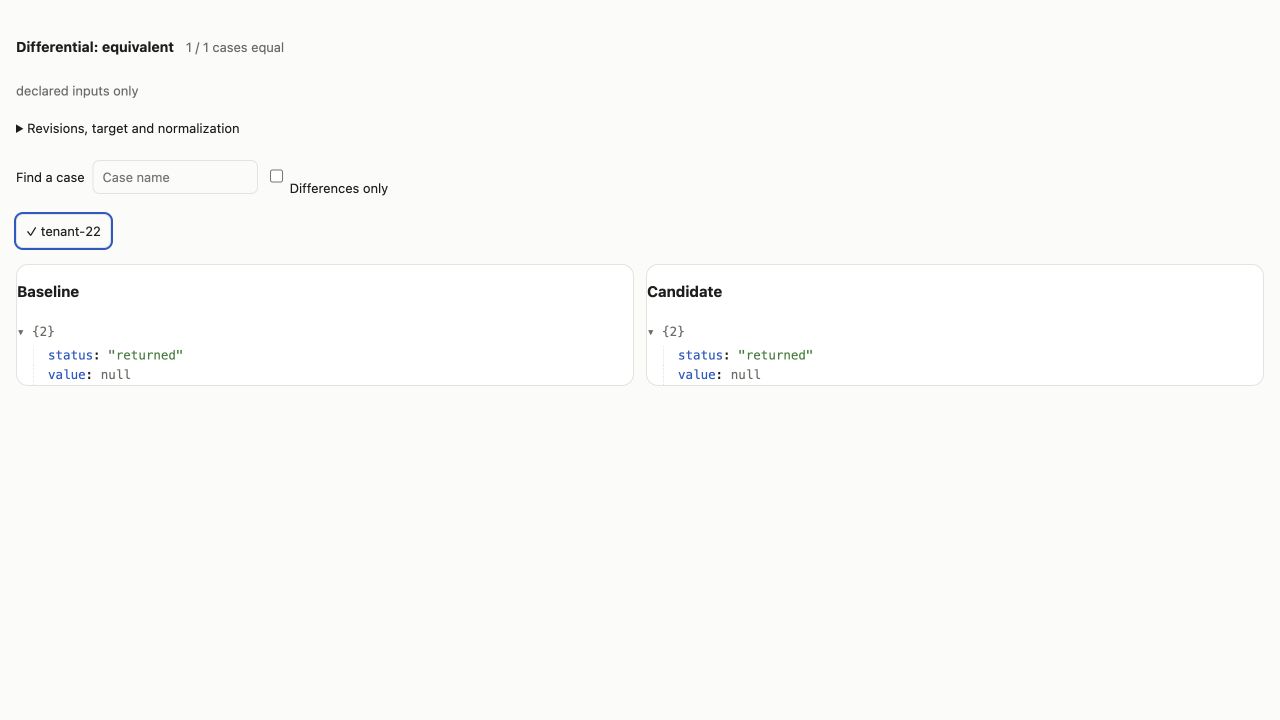 Differential: equivalent 1 / 1 cases equal
declared inputs only
▶ Revisions, target and normalization
Find a case Case name Differences only
✓ tenant-22
Baseline
▾ {2}
status: "returned"
value: null
Candidate
▾ {2}
status: "returned"
value: null